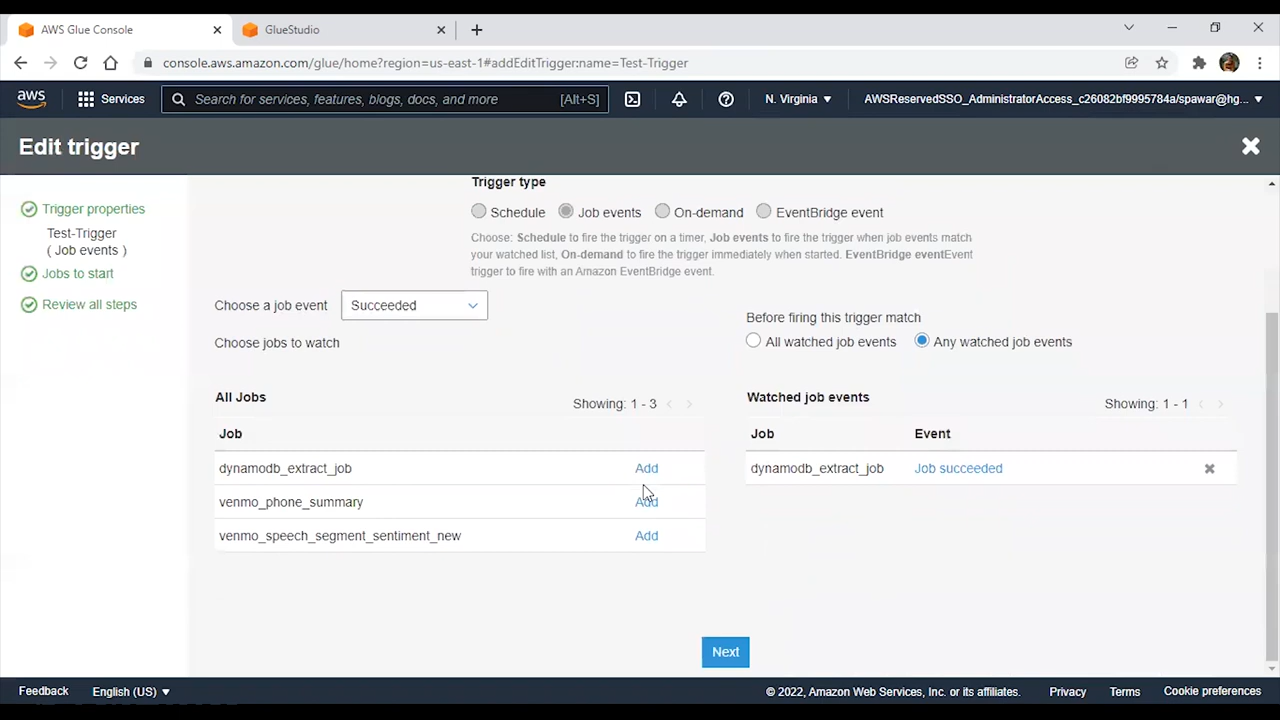 AWS Glue Console
GlueStudio
console.aws.amazon.com/glue/home?region=us-east-1#addEditTrigger:name=Test-Trigger
aws
Services
Search for services, features, blogs, docs, and more
[Alt+S]
N. Virginia
AWSReservedSSO_AdministratorAccess_c26082bf9995784a/spawar@hg...
Edit trigger
Trigger properties
Test-Trigger
( Job events )
Jobs to start
Review all steps
Trigger type
Schedule
Job events
On-demand
EventBridge event
Choose: Schedule to fire the trigger on a timer, Job events to fire the trigger when job events match
your watched list, On-demand to fire the trigger immediately when started. EventBridge eventEvent
trigger to fire with an Amazon EventBridge event.
Choose a job event
Succeeded
Choose jobs to watch
Before firing this trigger match
All watched job events
Any watched job events
All Jobs
Showing: 1 - 3
Job
dynamodb_extract_job Add
venmo_phone_summary Add
venmo_speech_segment_sentiment_new Add
Watched job events
Showing: 1 - 1
Job Event
dynamodb_extract_job Job succeeded
Next
Feedback
English (US)
© 2022, Amazon Web Services, Inc. or its affiliates.
Privacy
Terms
Cookie preferences